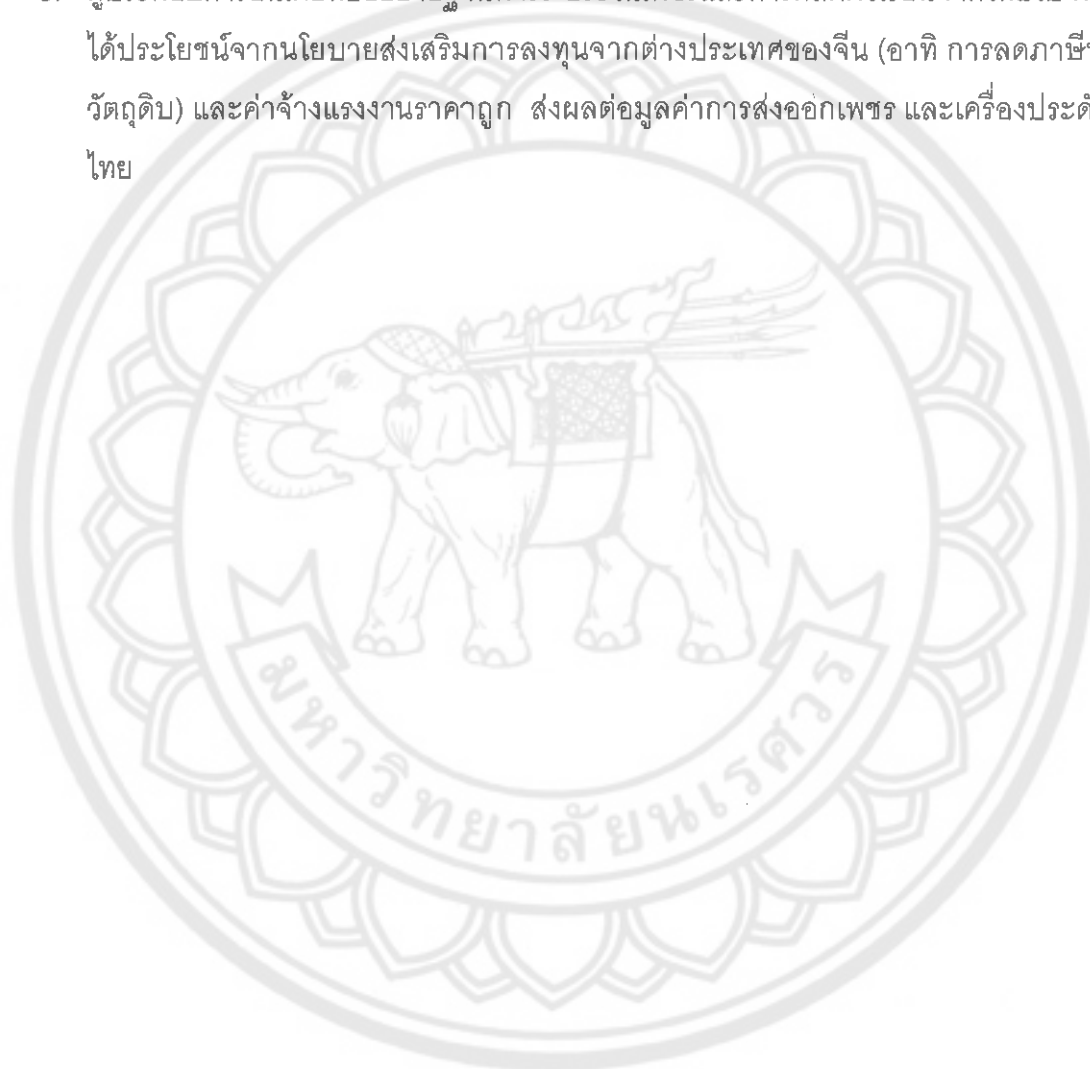 ได้ประโยชน์จากนโยบายส่งเสริมการลงทุนจากต่างประเทศของจีน (อาทิ การลดภาษี
วัตถุดิบ) และค่าจ้างแรงงานราคาถูก ส่งผลต่อมูลค่าการส่งออกเพชร และเครื่องประดั
ไทย
มหาวิทยาลัยนเรศวร